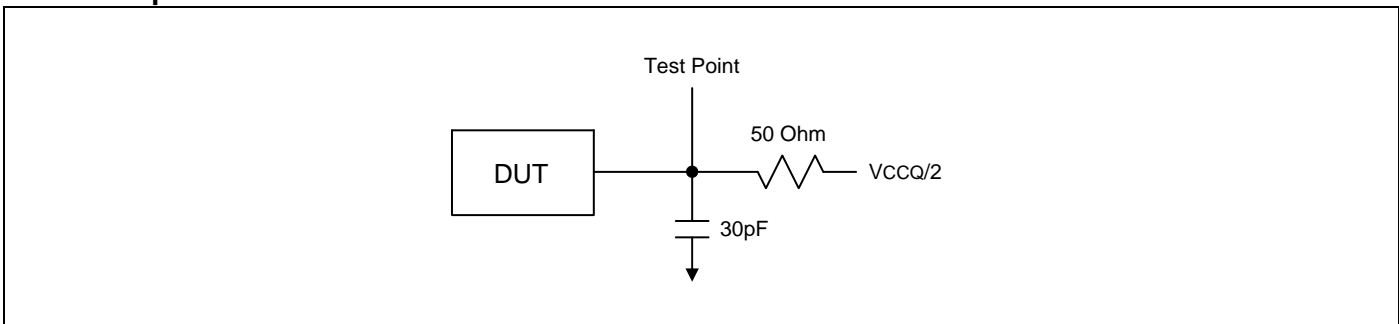 Test Point
50 Ohm
DUT
VCCQ/2
30pF